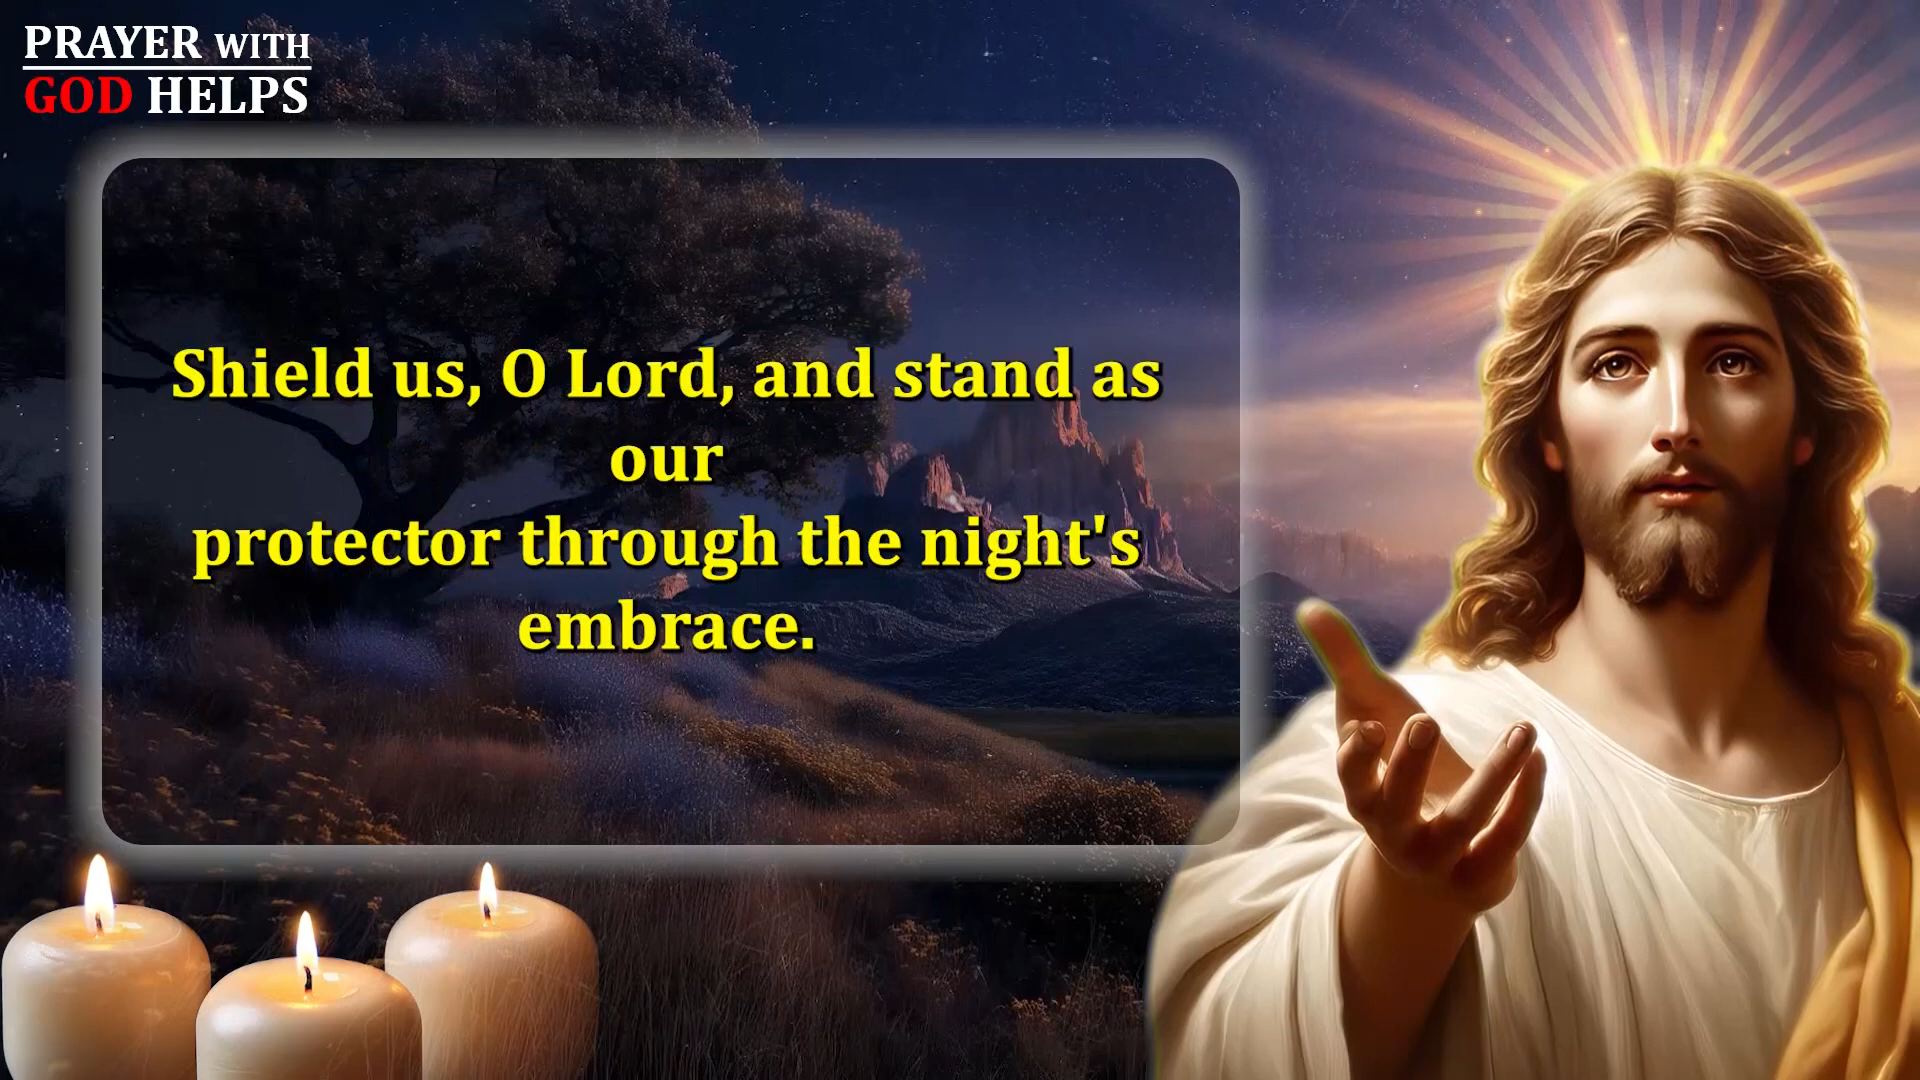 PRAYER WITH
GOD HELPS
Shield us, O Lord, and stand as
our
protector through the night's
embrace.